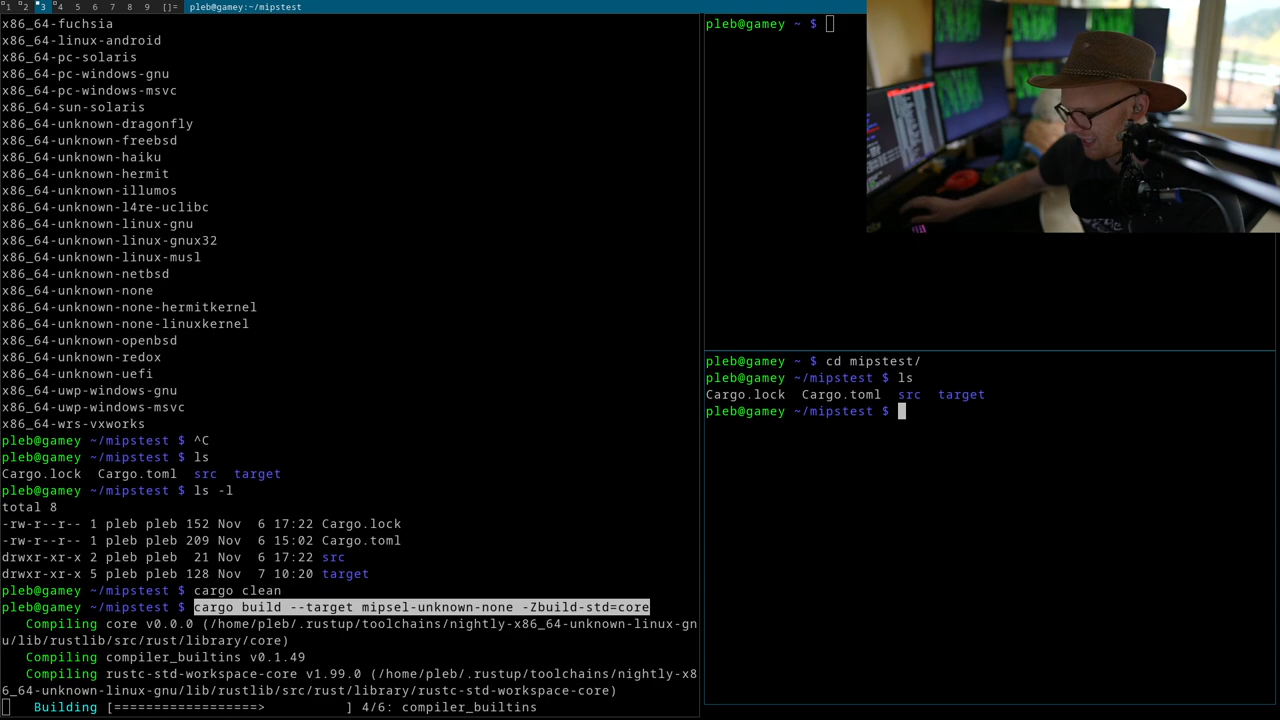 1 2 3 4 5 6 7 8 9 []= pleb@gamey:~/mipstest
x86_64-fuchsia
x86_64-linux-android
x86_64-pc-solaris
x86_64-pc-windows-gnu
x86_64-pc-windows-msvc
x86_64-sun-solaris
x86_64-unknown-dragonfly
x86_64-unknown-freebsd
x86_64-unknown-haiku
x86_64-unknown-hermit
x86_64-unknown-illumos
x86_64-unknown-l4re-uclibc
x86_64-unknown-linux-gnu
x86_64-unknown-linux-gnux32
x86_64-unknown-linux-musl
x86_64-unknown-netbsd
x86_64-unknown-none
x86_64-unknown-none-hermitkernel
x86_64-unknown-none-linuxkernel
x86_64-unknown-openbsd
x86_64-unknown-redox
x86_64-unknown-uefi
x86_64-uwp-windows-gnu
x86_64-uwp-windows-msvc
x86_64-wrs-vxworks
pleb@gamey ~/mipstest $ ^C
pleb@gamey ~/mipstest $ ls
Cargo.lock  Cargo.toml  src  target
pleb@gamey ~/mipstest $ ls -l
total 8
-rw-r--r-- 1 pleb pleb 152 Nov  6 17:22 Cargo.lock
-rw-r--r-- 1 pleb pleb 209 Nov  6 15:02 Cargo.toml
drwxr-xr-x 2 pleb pleb  21 Nov  6 17:22 src
drwxr-xr-x 5 pleb pleb 128 Nov  7 10:20 target
pleb@gamey ~/mipstest $ cargo clean
pleb@gamey ~/mipstest $ cargo build --target mipsel-unknown-none -Zbuild-std=core
Compiling core v0.0.0 (/home/pleb/.rustup/toolchains/nightly-x86_64-unknown-linux-gn
u/lib/rustlib/src/rust/library/core)
Compiling compiler_builtins v0.1.49
Compiling rustc-std-workspace-core v1.99.0 (/home/pleb/.rustup/toolchains/nightly-x8
6_64-unknown-linux-gnu/lib/rustlib/src/rust/library/rustc-std-workspace-core)
Building [==================>          ] 4/6: compiler_builtins
pleb@gamey ~ $
pleb@gamey ~ $ cd mipstest/
pleb@gamey ~/mipstest $ ls
Cargo.lock  Cargo.toml  src  target
pleb@gamey ~/mipstest $